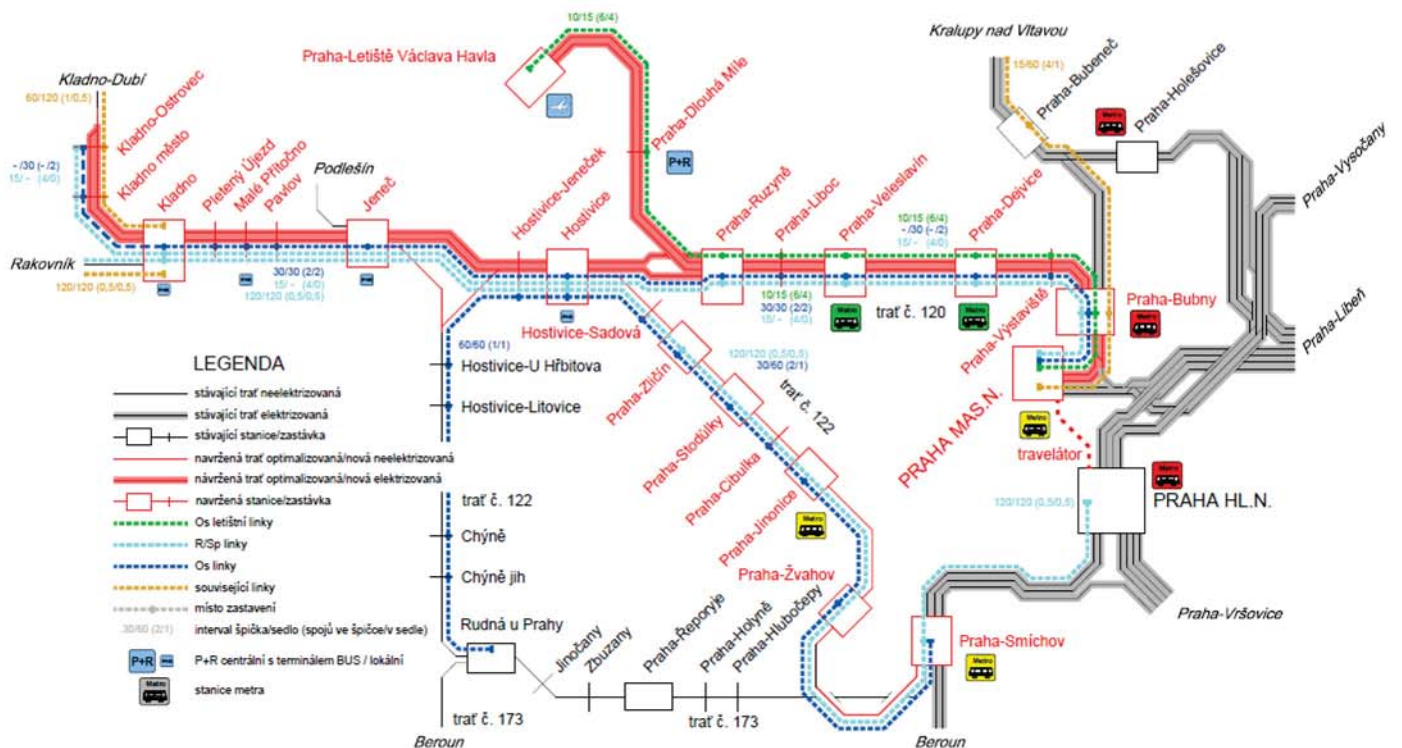 10/15 (6/4)
Praha-Letiště Václava Havla
Kralupy nad Vltavou
15/60 (4/1)
Praha-Bubeneč
Praha-Holešovice
Metro
Kladno-Dubí
60/120 (1/0,5)
Kladno-Ostrovec
Kladno město
- /30 (- /2)
15/ - (4/0)
Kladno
Pletený Újezd
Malé Přítočno
Pavlov
Podlešín
Jeneč
Hostivice-Jeneček
Hostivice
Praha-Dlouhá Míle
P+R
Praha-Ruzyně
Praha-Liboc
Praha-Veleslavín
Praha-Dejvice
10/15 (6/4)
- /30 (- /2)
15/ - (4/0)
Praha-Vysočany
Rakovník
120/120 (0,5/0,5)
30/30 (2/2)
15/ - (4/0)
120/120 (0,5/0,5)
10/15 (6/4)
30/30 (2/2)
15/ - (4/0)
trať č. 120
Metro
Metro
Praha-Výstaviště
Praha-Bubny
Metro
Praha-Libeň
Hostivice-Sadová
60/60 (1/1)
Hostivice-U Hřbitova
Hostivice-Litovice
Praha-Zličín
120/120 (0,5/0,5)
30/60 (2/1)
trať č. 122
Praha-Stodůlky
Praha-Cibulka
Praha-Jinonice
Metro
PRAHA MAS.N.
Metro
travelátor
Metro
PRAHA HL.N.
120/120 (0,5/0,5)
LEGENDA
stávající trať neelektrizovaná
stávající trať elektrizovaná
stávající stanice/zastávka
navržená trať optimalizovaná/nová neelektrizovaná
návržená trať optimalizovaná/nová elektrizovaná
navržená stanice/zastávka
Os letištní linky
R/Sp linky
Os linky
související linky
místo zastavení
30/60 (2/1)
interval špička/sedlo (spojů ve špičce/v sedle)
P+R
P+R centrální s terminálem BUS / lokální
Metro
stanice metra
trať č. 122
Chýně
Chýně jih
Rudná u Prahy
Jinočany
Zbuzany
Praha-Řeporyje
Praha-Holyně
Praha-Hlubočepy
Praha-Žvahov
Praha-Smíchov
Metro
Praha-Vršovice
trať č. 173
trať č. 173
Beroun
Beroun